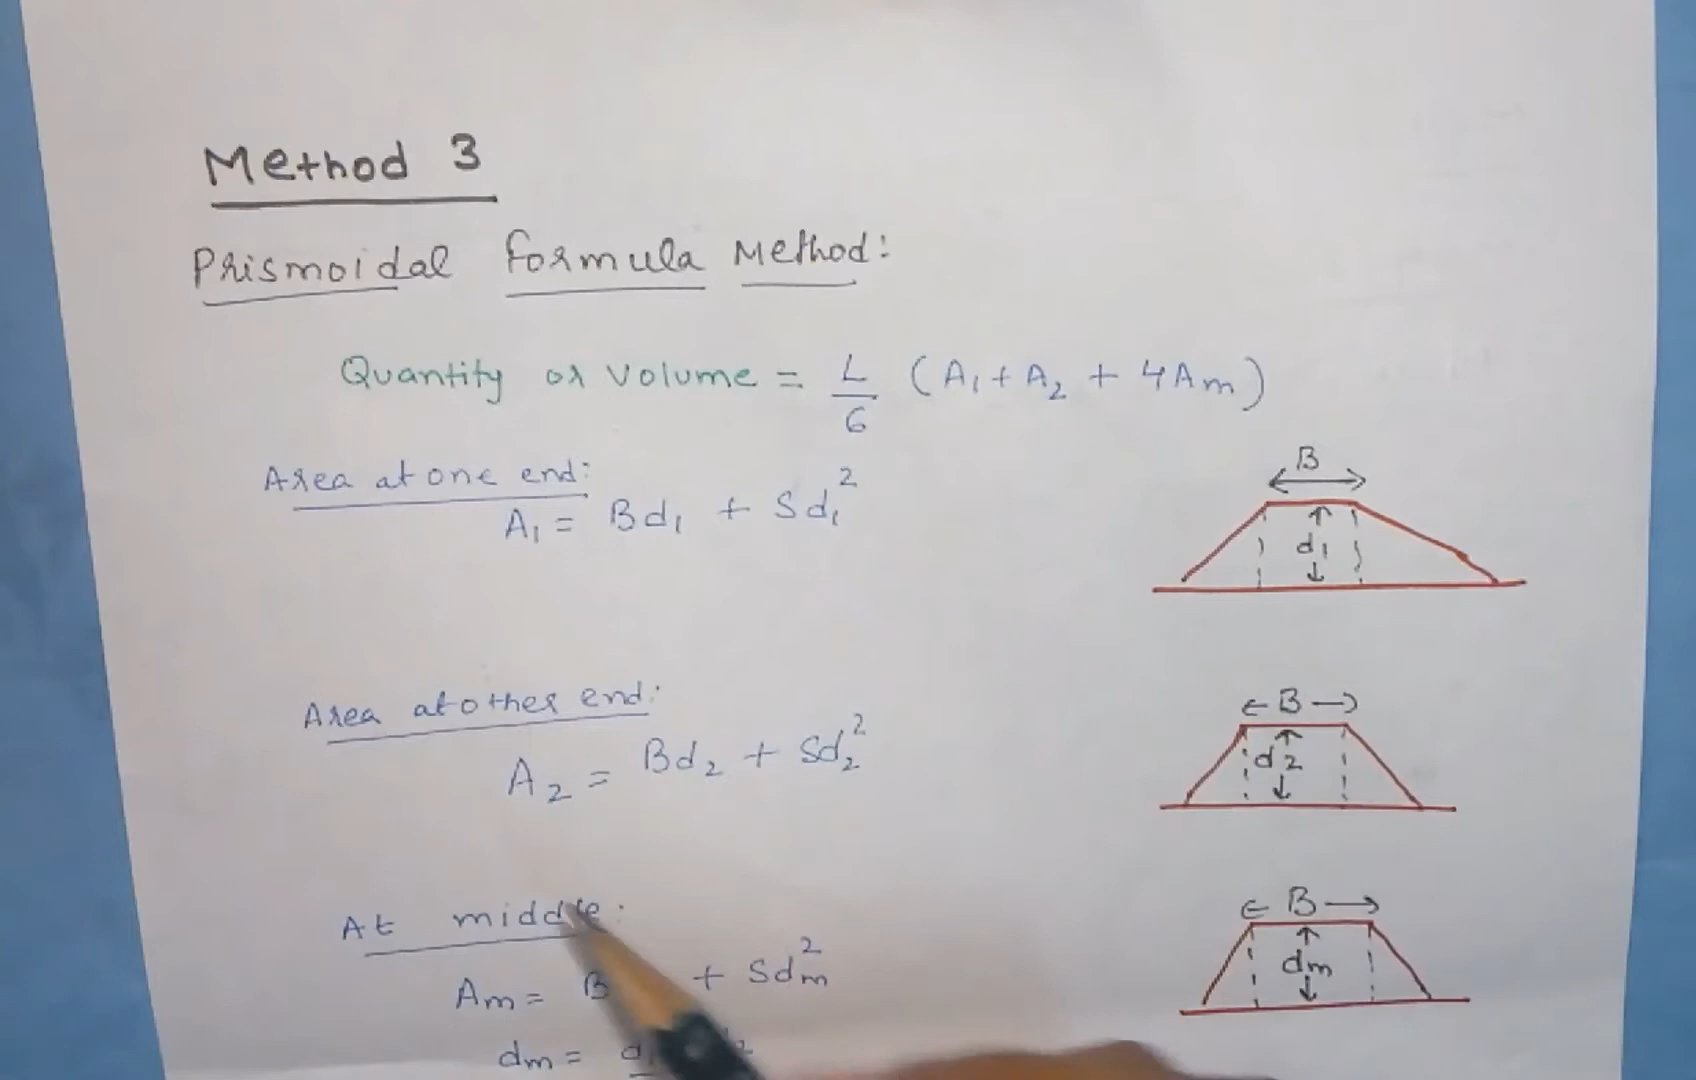 Method 3
Prismoidal Formula Method:
Quantity or Volume = L/6 (A₁ + A₂ + 4Am)
Area at one end:
A₁ = Bd₁ + Sd₁²
B
d₁
Area at other end:
A₂ = Bd₂ + Sd₂²
B
d₂
At middle:
Am = B + Sdm²
B
dm
dm =